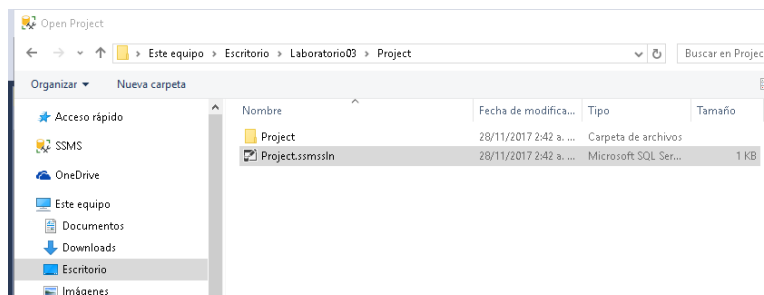 Open Project
Este equipo > Escritorio > Laboratorio03 > Project
Buscar en Projec
Organizar
Nueva carpeta
Acceso rápido
SSMS
OneDrive
Este equipo
Documentos
Downloads
Escritorio
Imágenes
Nombre Fecha de modifica... Tipo Tamaño
Project 28/11/2017 2:42 a. ... Carpeta de archivos
Project.ssmssln 28/11/2017 2:42 a. ... Microsoft SQL Ser... 1 KB